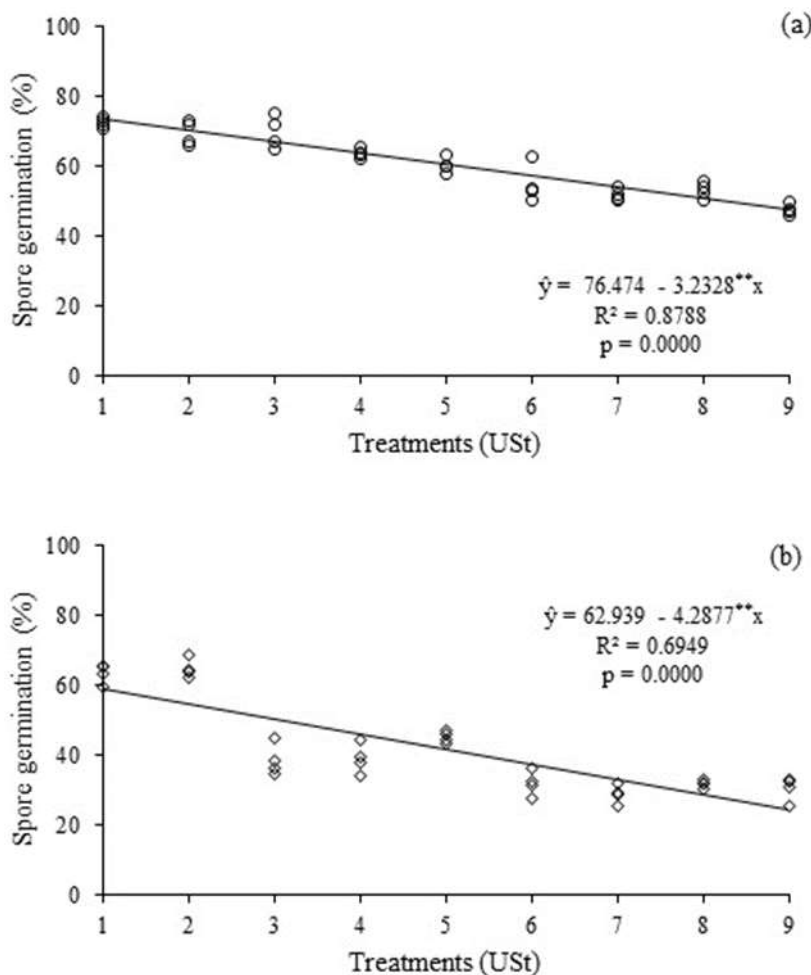 (a)
100
80
60
40
20
0
Spore germination (%)
ŷ = 76.474 - 3.2328**x
R² = 0.8788
p = 0.0000
1 2 3 4 5 6 7 8 9
Treatments (USt)
(b)
100
80
60
40
20
0
Spore germination (%)
ŷ = 62.939 - 4.2877**x
R² = 0.6949
p = 0.0000
1 2 3 4 5 6 7 8 9
Treatments (USt)